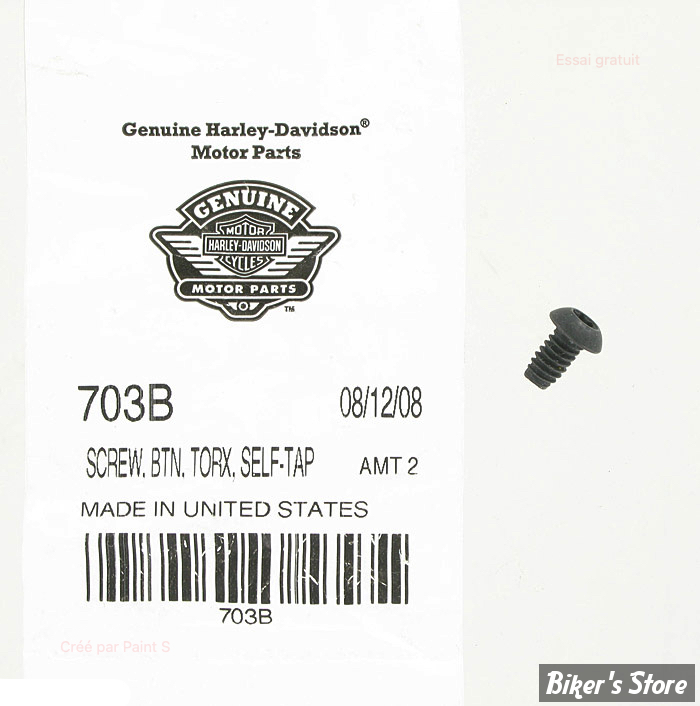 Essai gratuit
Genuine Harley-Davidson®
Motor Parts
GENUINE
MOTOR
HARLEY-DAVIDSON
CYCLES
MOTOR PARTS
TM
703B 08/12/08
SCREW, BTN, TORX, SELF-TAP AMT 2
MADE IN UNITED STATES
703B
Créé par Paint S
Biker's Store